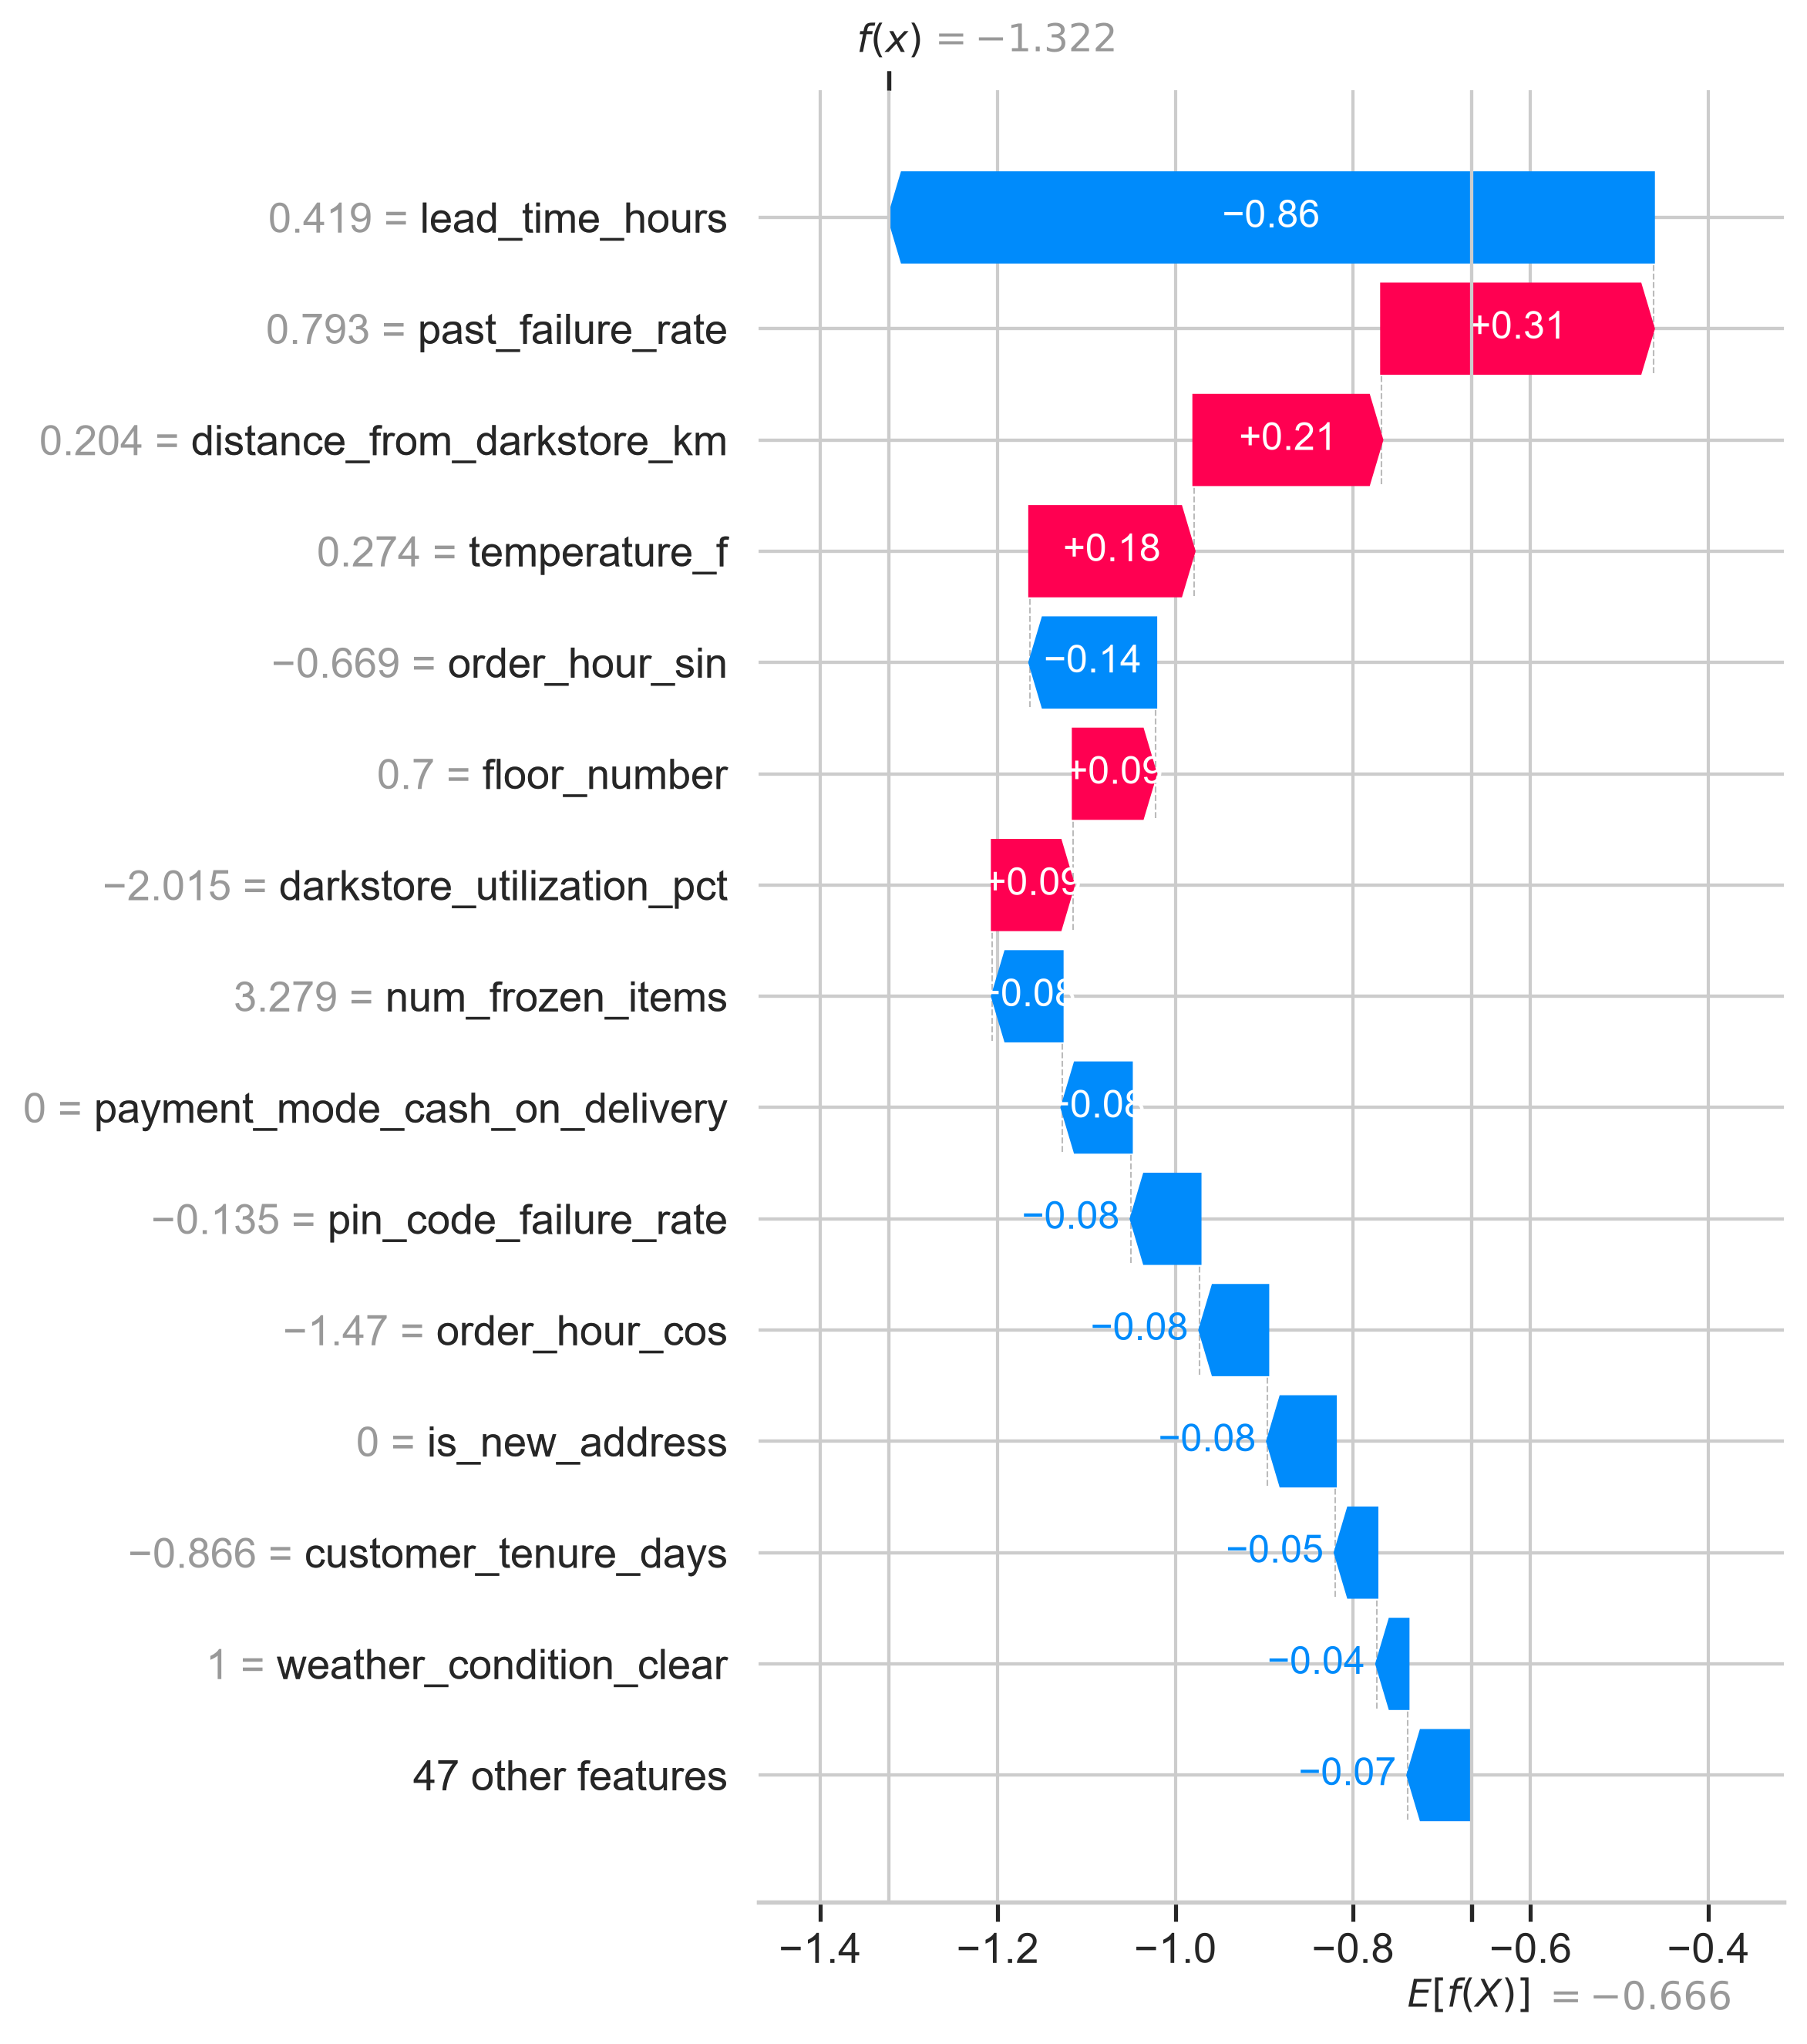 f(x) = −1.322
0.419 = lead_time_hours −0.86
0.793 = past_failure_rate +0.31
0.204 = distance_from_darkstore_km +0.21
0.274 = temperature_f +0.18
−0.669 = order_hour_sin −0.14
0.7 = floor_number +0.09
−2.015 = darkstore_utilization_pct +0.09
3.279 = num_frozen_items −0.08
0 = payment_mode_cash_on_delivery −0.08
−0.135 = pin_code_failure_rate −0.08
−1.47 = order_hour_cos −0.08
0 = is_new_address −0.08
−0.866 = customer_tenure_days −0.05
1 = weather_condition_clear −0.04
47 other features −0.07
−1.4 −1.2 −1.0 −0.8 −0.6 −0.4
E[f(X)] = −0.666